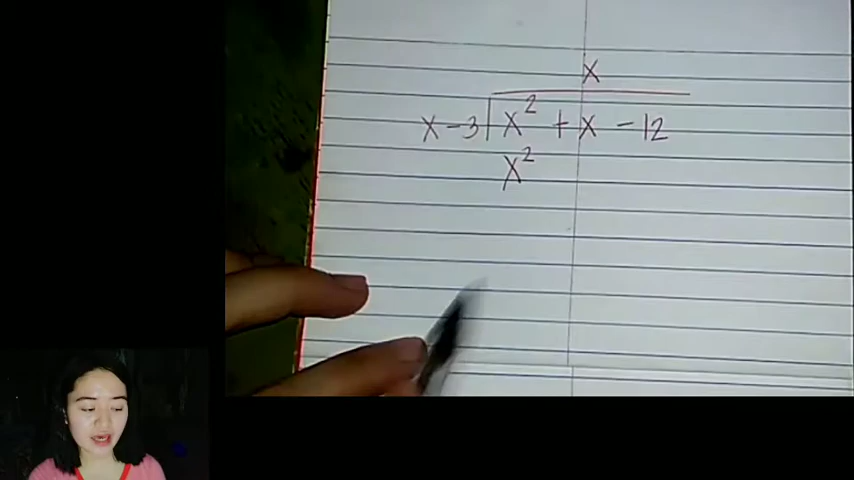 x
x - 3 x² + x - 12
x²